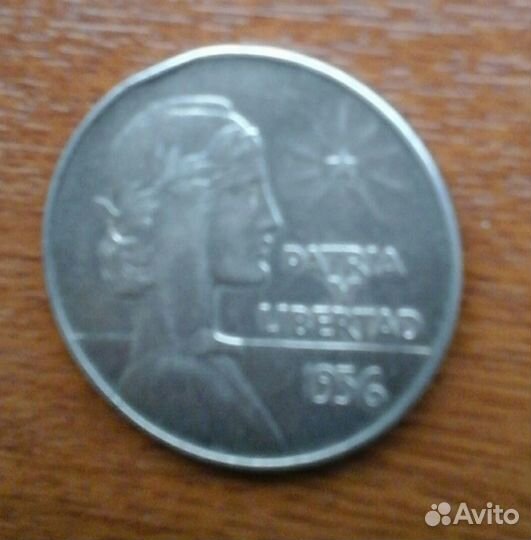 PATRIA
Y
LIBERTAD
1936
Avito